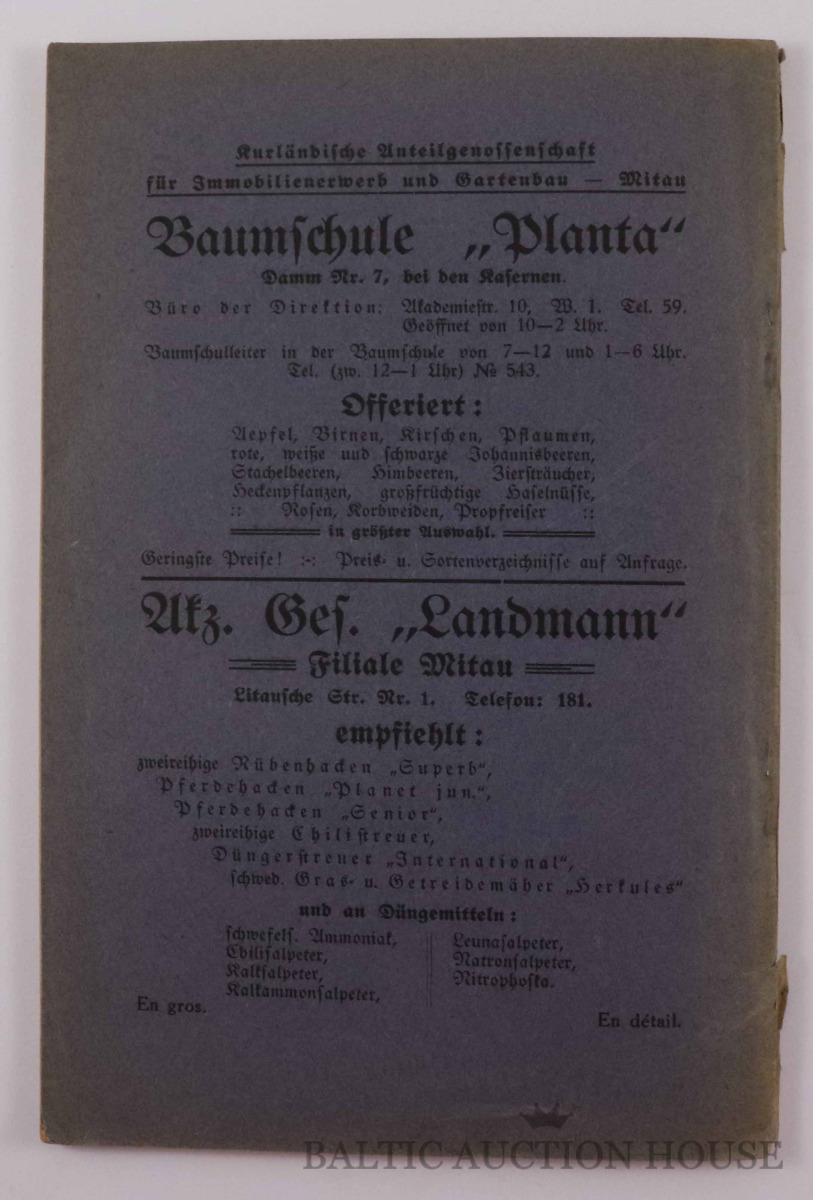 Kurländische Anteilgenossenschaft
für Immobilienerwerb und Gartenbau — Mitau
Baumschule „Planta“
Damm Nr. 7, bei den Kasernen.
Büro der Direktion: Akademiestr. 10, W. 1. Tel. 59.
Geöffnet von 10—2 Uhr.
Baumschulleiter in der Baumschule von 7—12 und 1—6 Uhr.
Tel. (zw. 12—1 Uhr) № 543.
Offeriert:
Aepfel, Birnen, Kirschen, Pflaumen,
rote, weiße und schwarze Johannisbeeren,
Stachelbeeren, Himbeeren, Ziersträucher,
Heckenpflanzen, großfrüchtige Haselnüsse,
:: Rosen, Korbweiden, Propfreiser ::
in größter Auswahl.
Geringste Preise! :-: Preis- u. Sortenverzeichnisse auf Anfrage.
Akz. Ges. „Landmann“
Filiale Mitau
Litausche Str. Nr. 1. Telefon: 181.
empfiehlt:
zweireihige Rübenhacken „Superb“,
Pferdehacken „Planet jun.“,
Pferdehacken „Senior“,
zweireihige Chilistreuer,
Düngerstreuer „International“,
schwed. Gras- u. Getreidemäher „Herkules“
und an Düngemitteln:
schwefels. Ammoniak,
Chilisalpeter,
Kalksalpeter,
Kalkammonsalpeter,
Leunasalpeter,
Natronsalpeter,
Nitrophoska.
En gros.
En détail.
BALTIC AUCTION HOUSE